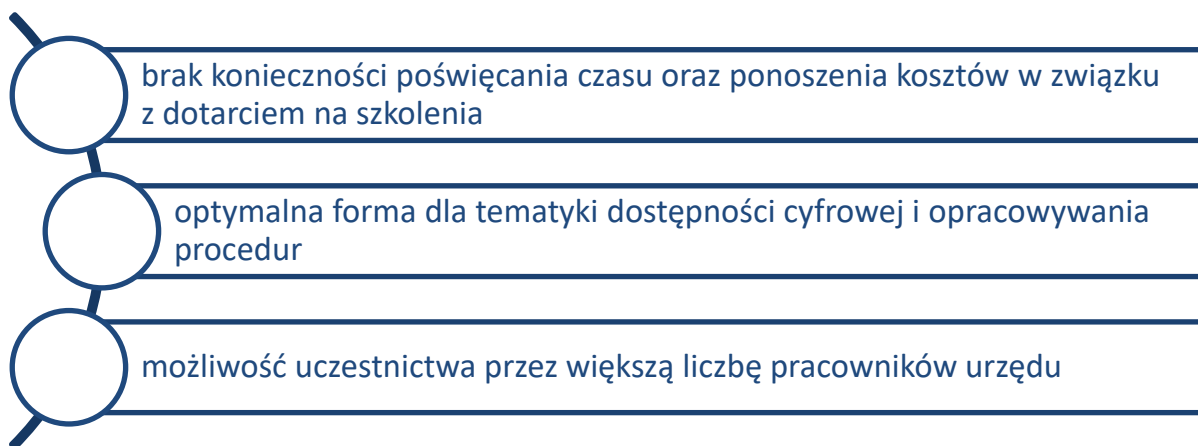 brak konieczności poświęcania czasu oraz ponoszenia kosztów w związku
z dotarciem na szkolenia
optymalna forma dla tematyki dostępności cyfrowej i opracowywania
procedur
możliwość uczestnictwa przez większą liczbę pracowników urzędu